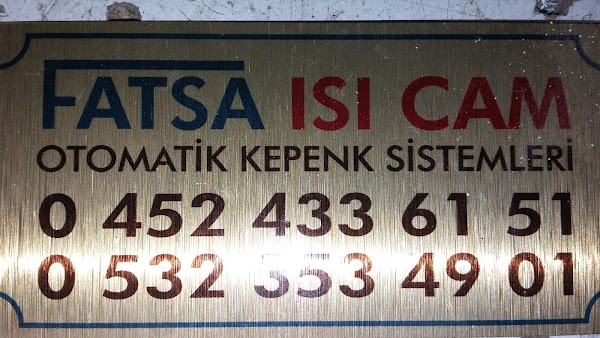 FATSA ISI CAM
OTOMATİK KEPENK SİSTEMLERİ
0 452 433 61 51
0 532 353 49 01